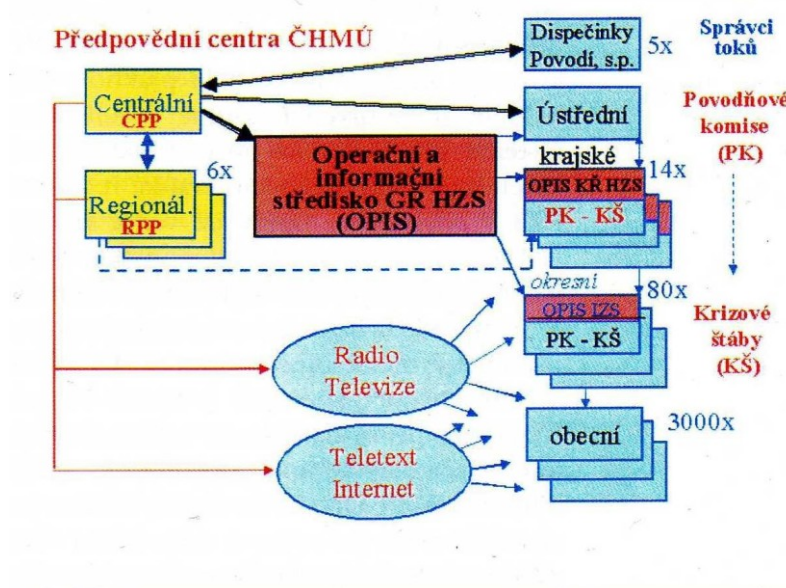 Předpovědní centra ČHMÚ
Centrální
CPP
6x
Regionál.
RPP
Operační a
informační
středisko GŘ HZS
(OPIS)
Dispečinky
Povodí, s.p.
5x
Správci
toků
Ústřední
Povodňové
komise
(PK)
krajské
14x
OPIS KŘ HZS
PK - KŠ
okresní
80x
OPIS IZS
PK - KŠ
Krizové
štáby
(KŠ)
Radio
Televize
obecní
3000x
Teletext
Internet